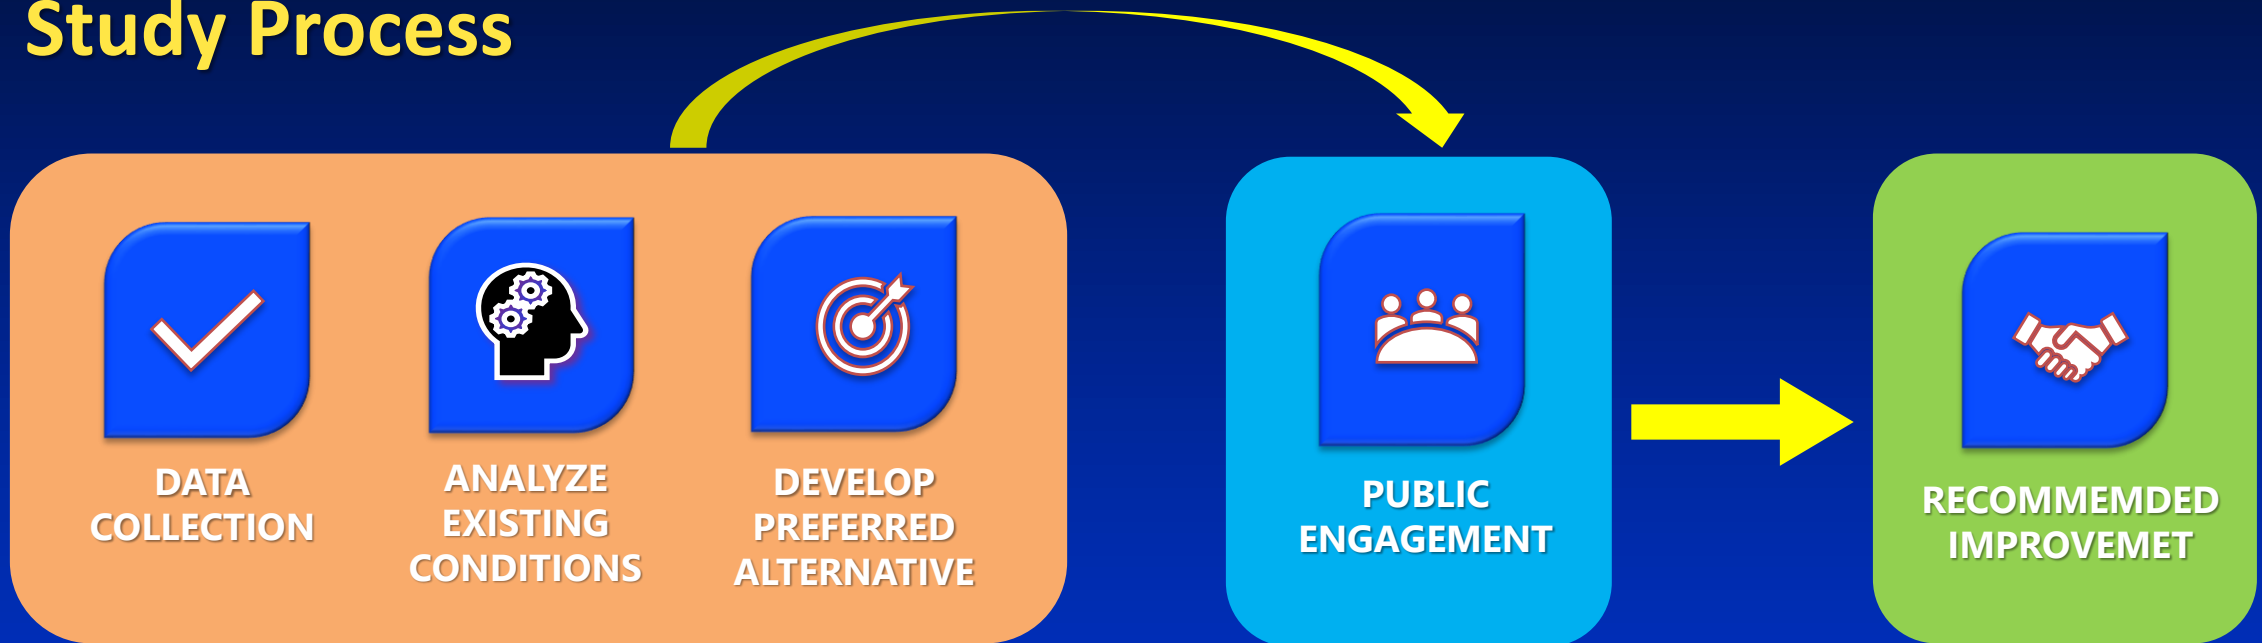 Study Process
DATA
COLLECTION
ANALYZE
EXISTING
CONDITIONS
DEVELOP
PREFERRED
ALTERNATIVE
PUBLIC
ENGAGEMENT
RECOMMEMDED
IMPROVEMET